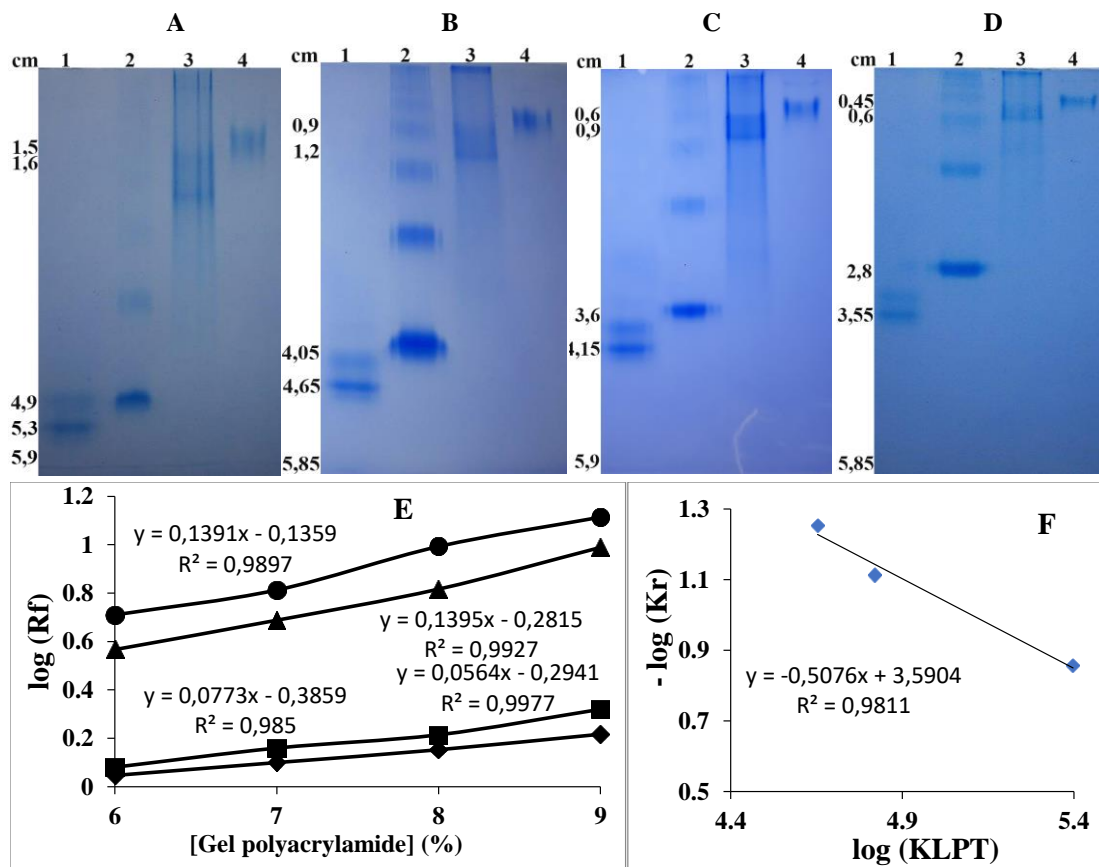 A B C D
cm 1 2 3 4
1,5
1,6
4,9
5,3
5,9
cm 1 2 3 4
0,9
1,2
4,05
4,65
5,85
cm 1 2 3 4
0,6
0,9
3,6
4,15
5,9
cm 1 2 3 4
0,45
0,6
2,8
3,55
5,85
E
log (Rf)
1.2
1
0.8
0.6
0.4
0.2
0
y = 0,1391x - 0,1359
R² = 0,9897
y = 0,1395x - 0,2815
R² = 0,9927
y = 0,0773x - 0,3859
R² = 0,985
y = 0,0564x - 0,2941
R² = 0,9977
6 7 8 9
[Gel polyacrylamide] (%)
F
- log (Kr)
1.3
1.1
0.9
0.7
0.5
y = -0,5076x + 3,5904
R² = 0,9811
4.4 4.9 5.4
log (KLPT)